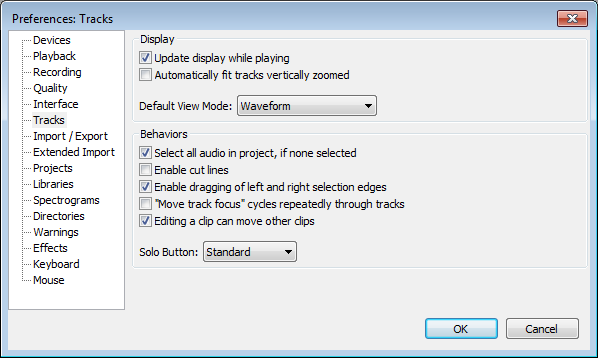 Preferences: Tracks
Devices
Playback
Recording
Quality
Interface
Tracks
Import / Export
Extended Import
Projects
Libraries
Spectrograms
Directories
Warnings
Effects
Keyboard
Mouse
Display
Update display while playing
Automatically fit tracks vertically zoomed
Default View Mode: Waveform
Behaviors
Select all audio in project, if none selected
Enable cut lines
Enable dragging of left and right selection edges
"Move track focus" cycles repeatedly through tracks
Editing a clip can move other clips
Solo Button: Standard
OK Cancel